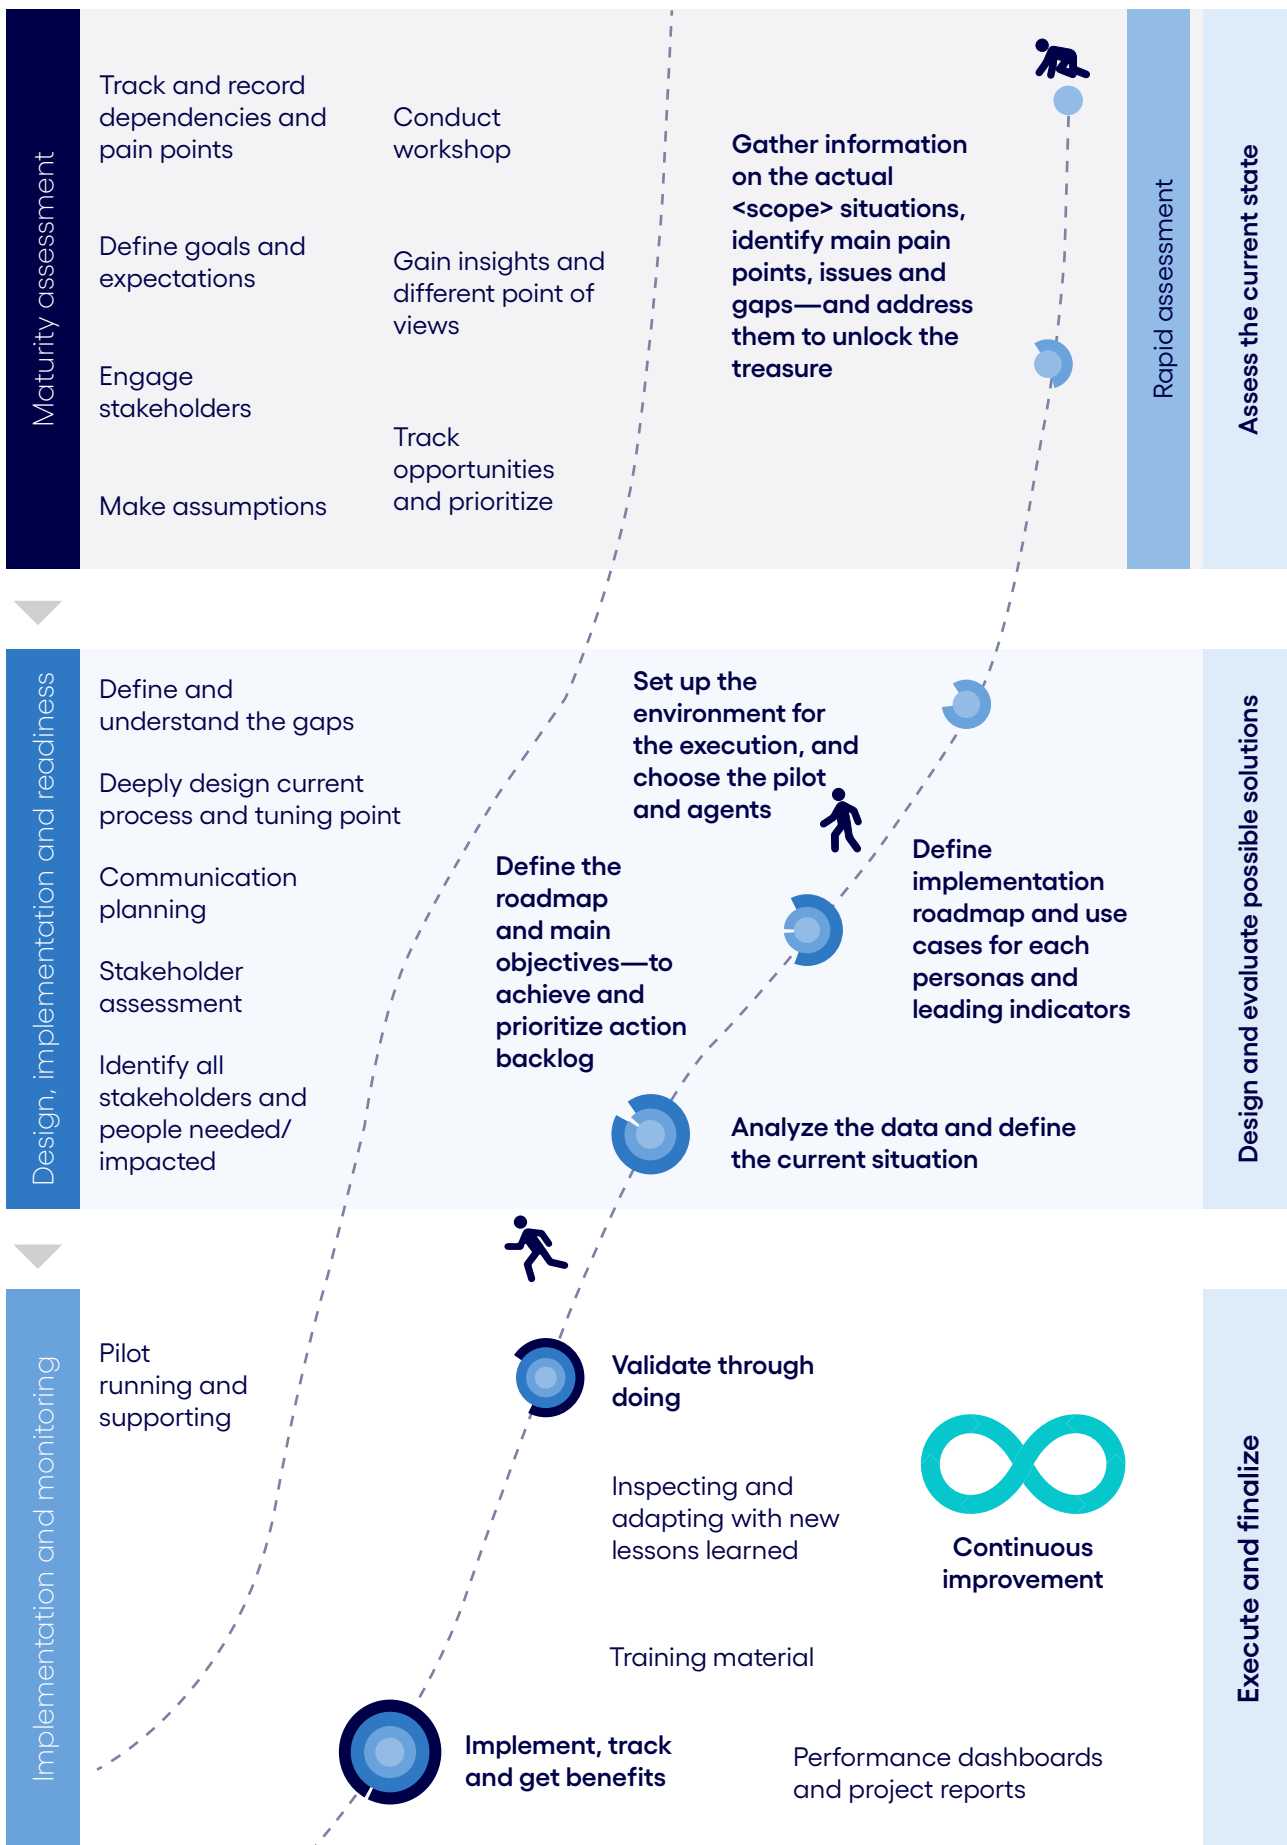 Maturity assessment
Track and record
dependencies and
pain points
Define goals and
expectations
Engage
stakeholders
Make assumptions
Conduct
workshop
Gain insights and
different point of
views
Track
opportunities
and prioritize
Gather information
on the actual
<scope> situations,
identify main pain
points, issues and
gaps—and address
them to unlock the
treasure
Rapid assessment
Assess the current state
Design, implementation and readiness
Define and
understand the gaps
Deeply design current
process and tuning point
Communication
planning
Stakeholder
assessment
Identify all
stakeholders and
people needed/
impacted
Set up the
environment for
the execution, and
choose the pilot
and agents
Define the
roadmap
and main
objectives—to
achieve and
prioritize action
backlog
Define
implementation
roadmap and use
cases for each
personas and
leading indicators
Analyze the data and define
the current situation
Design and evaluate possible solutions
Implementation and monitoring
Pilot
running and
supporting
Validate through
doing
Inspecting and
adapting with new
lessons learned
Continuous
improvement
Training material
Implement, track
and get benefits
Performance dashboards
and project reports
Execute and finalize